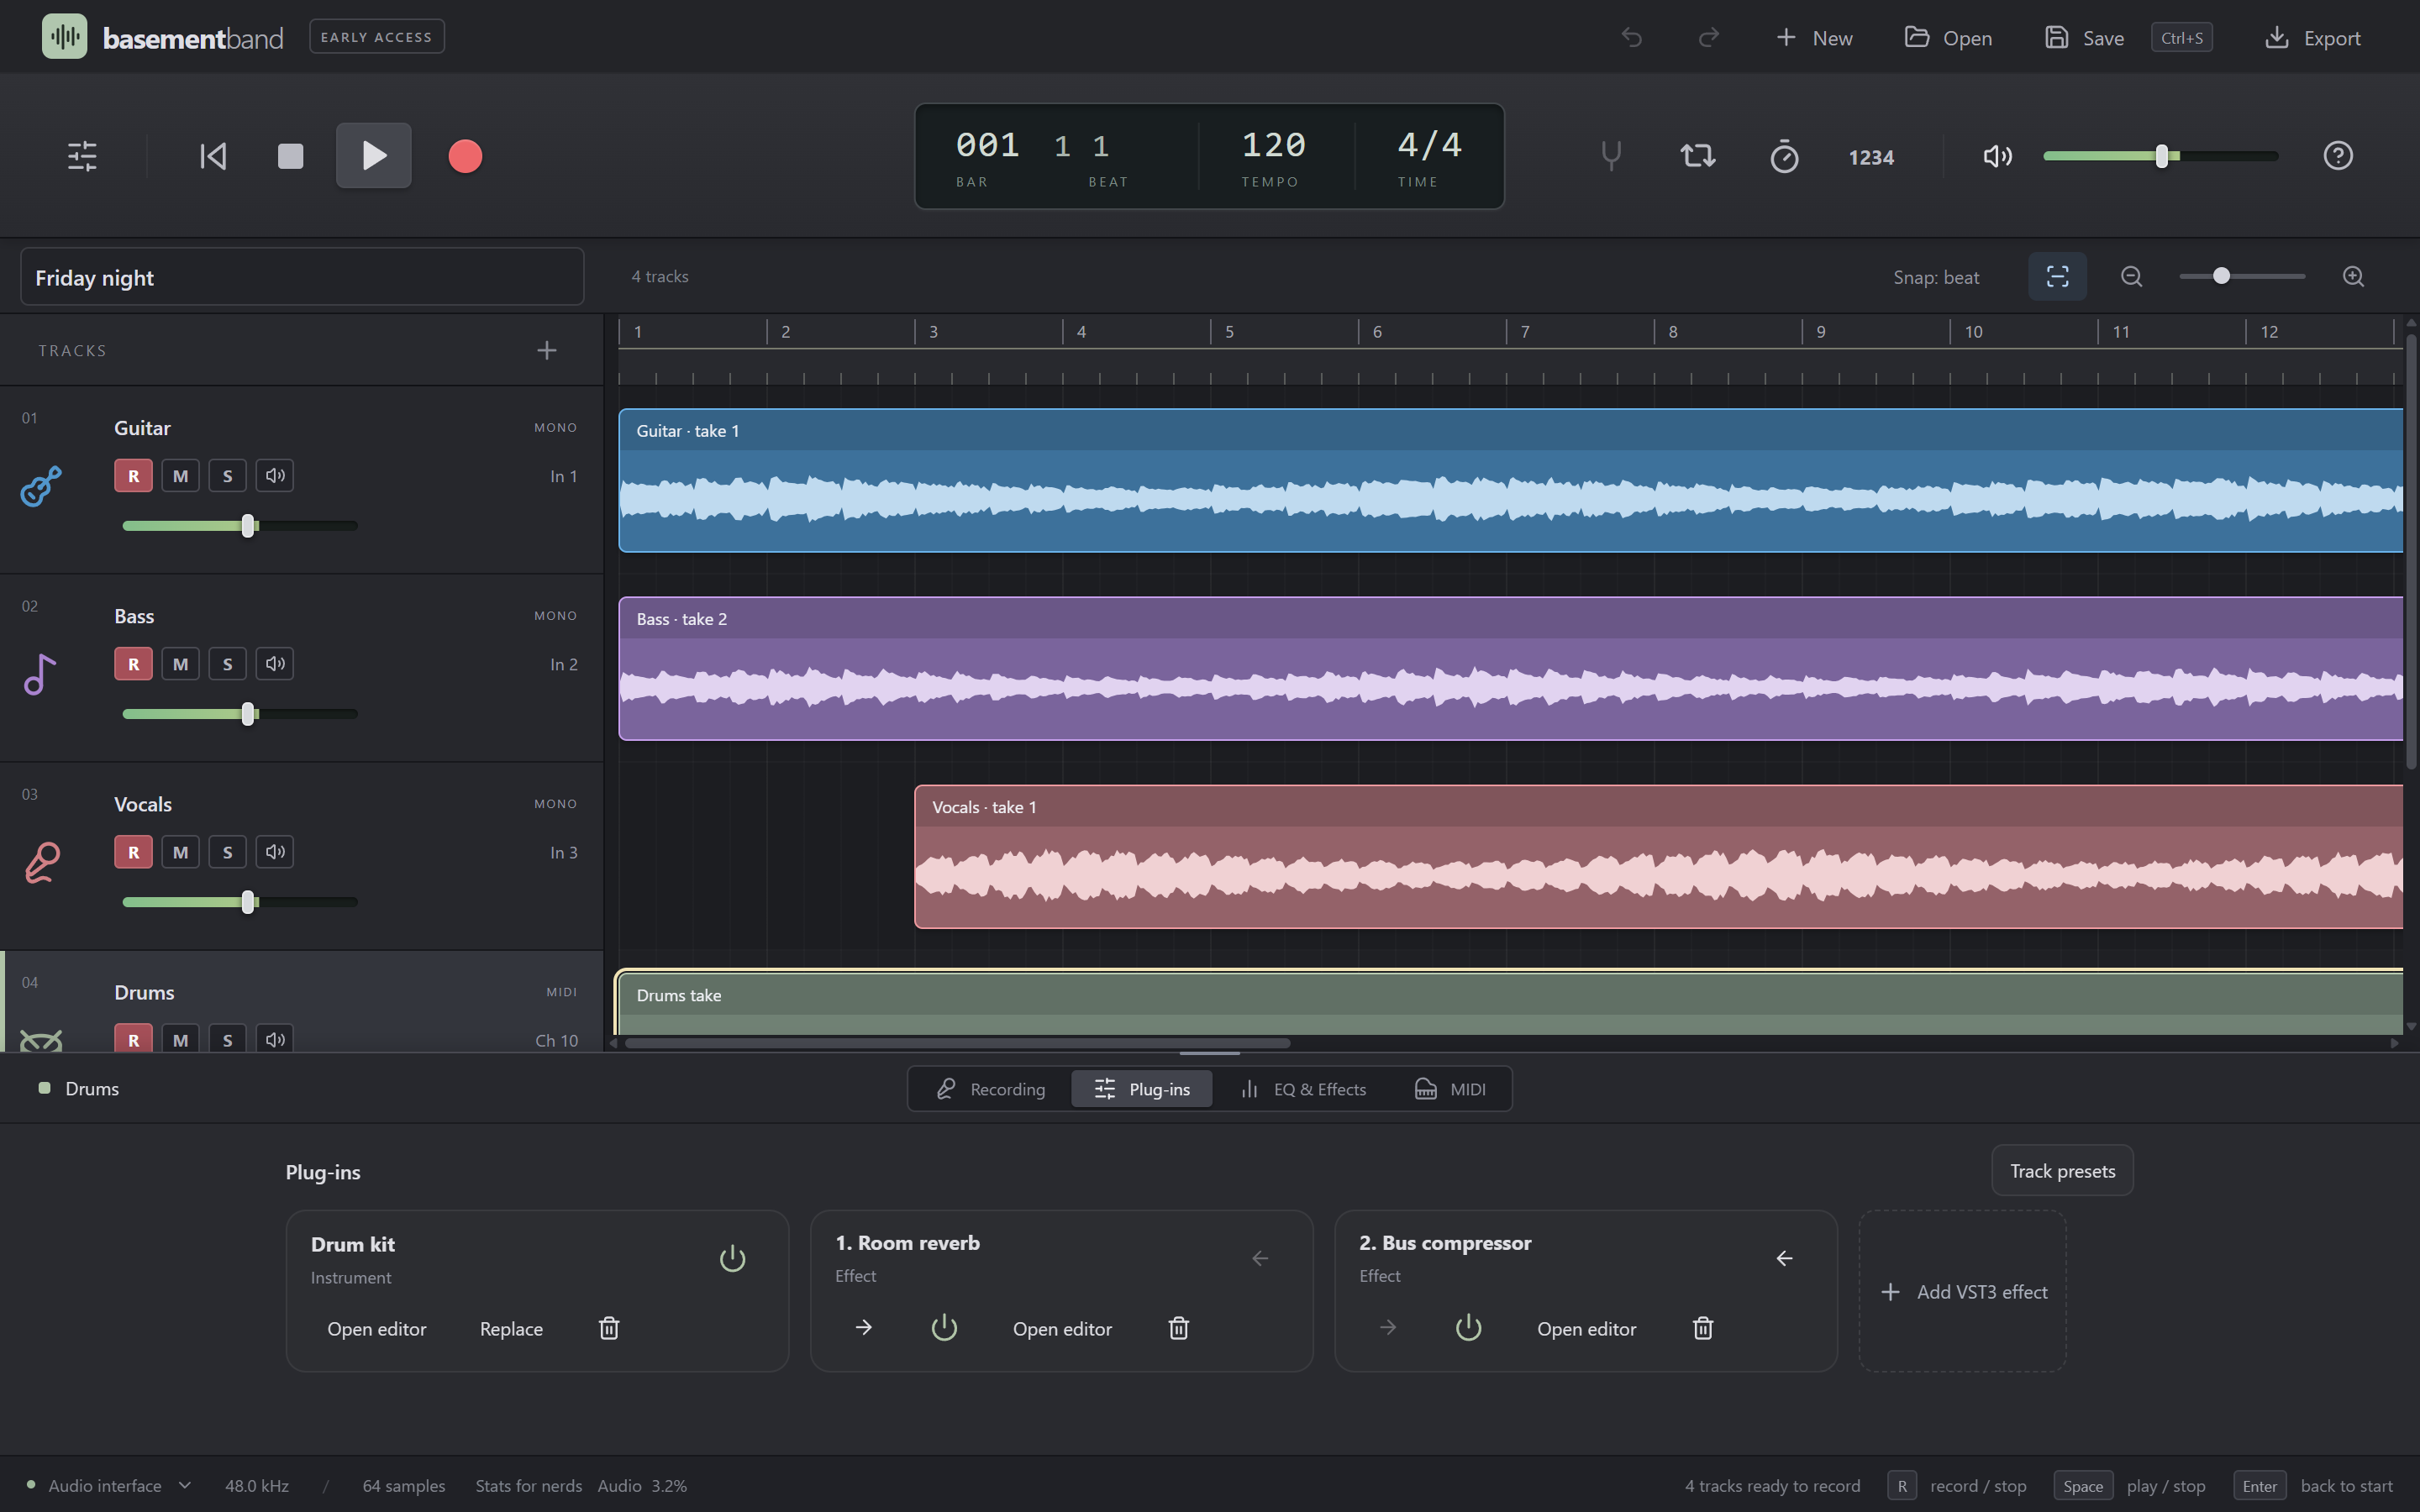 basementband EARLY ACCESS New Open Save Ctrl+S Export
001 1 1 120 4/4
BAR BEAT TEMPO TIME
1234
Friday night 4 tracks Snap: beat
TRACKS 1 2 3 4 5 6 7 8 9 10 11 12
01 Guitar MONO
R M S In 1
Guitar · take 1
02 Bass MONO
R M S In 2
Bass · take 2
03 Vocals MONO
R M S In 3
Vocals · take 1
04 Drums MIDI
R M S Ch 10
Drums take
Drums Recording Plug-ins EQ & Effects MIDI
Plug-ins Track presets
Drum kit
Instrument
Open editor Replace
1. Room reverb
Effect
Open editor
2. Bus compressor
Effect
Open editor
Add VST3 effect
Audio interface 48.0 kHz / 64 samples Stats for nerds Audio 3.2% 4 tracks ready to record R record / stop Space play / stop Enter back to start